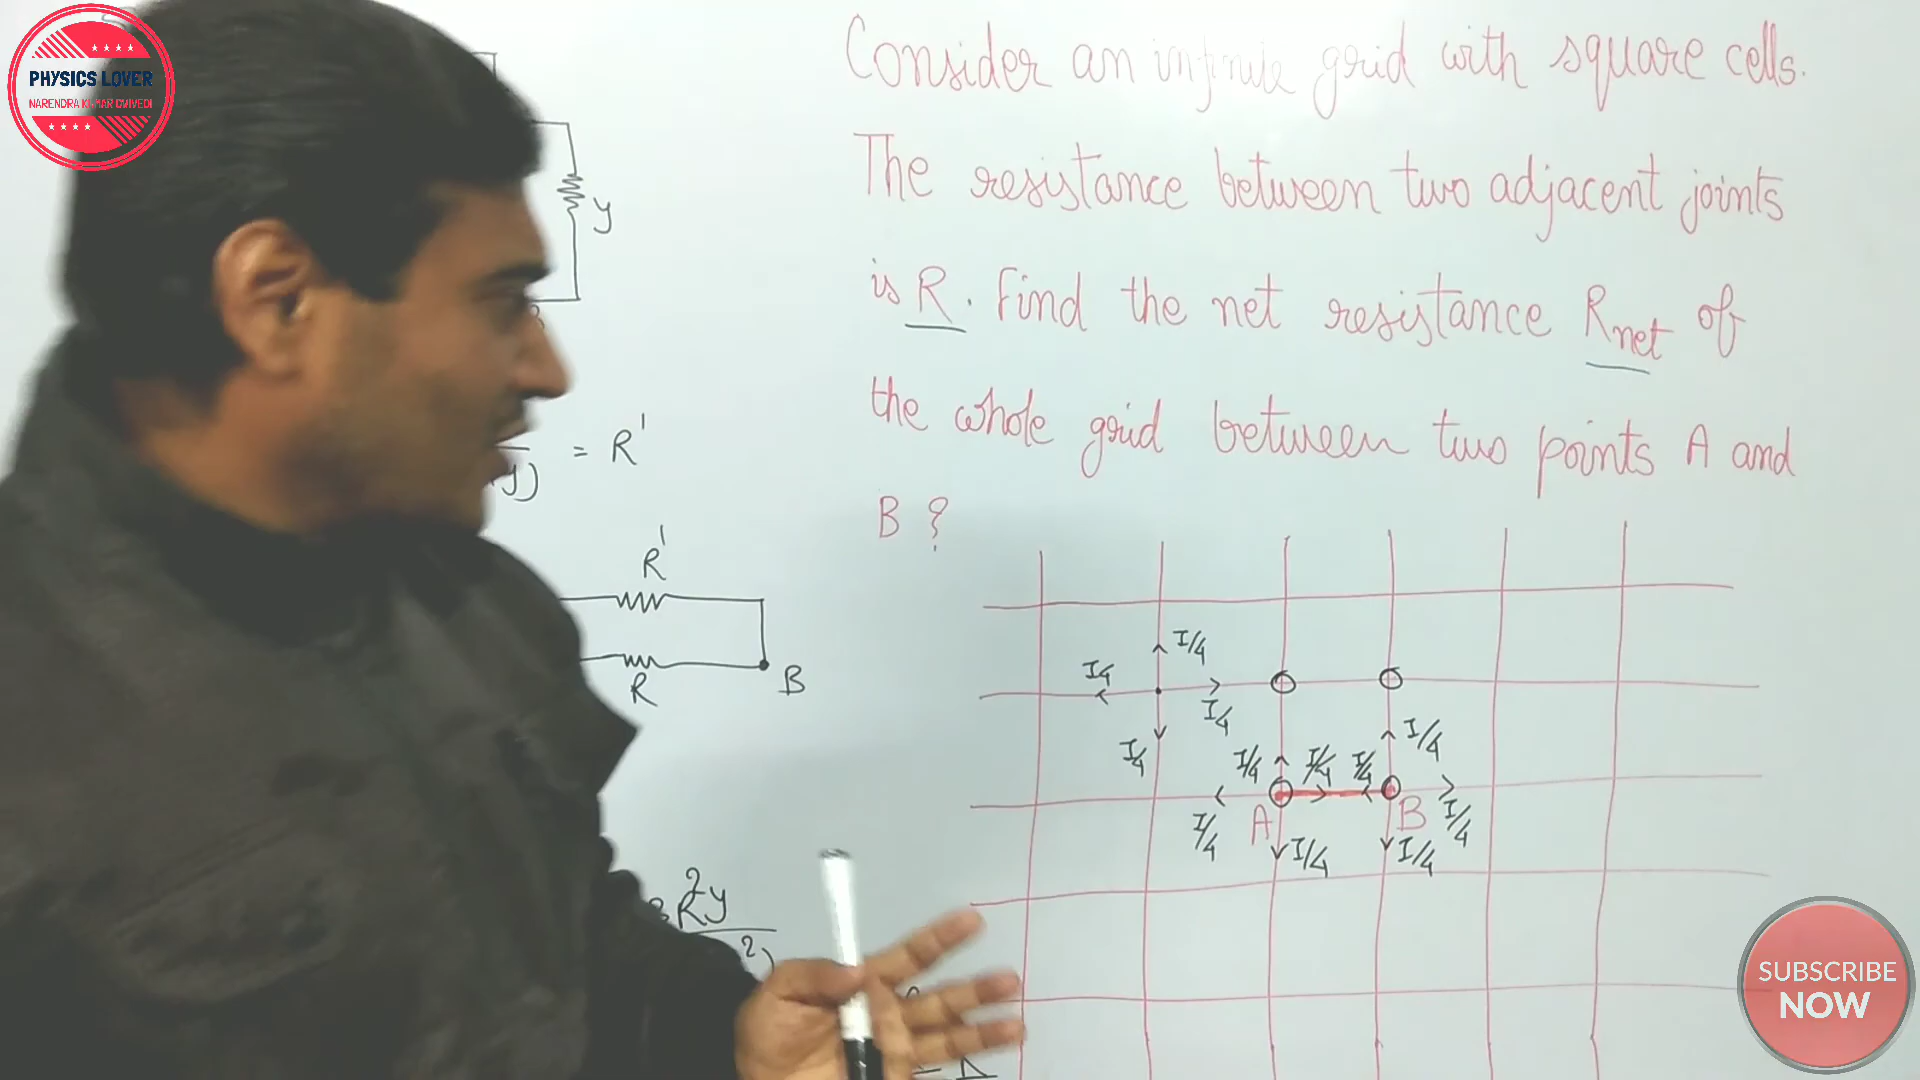 PHYSICS LOVER
NARENDRA KUMAR DWIVEDI
Consider an infinite grid with square cells.
The resistance between two adjacent joints
is R. Find the net resistance Rnet of
the whole grid between two points A and
B ?
y
y) = R'
R'
R
B
R²y
²)
I/4
I/4
I/4
I/4
I/4
I/4 I/4 I/4
I/4
A
B
I/4
I/4
I/4
SUBSCRIBE
NOW